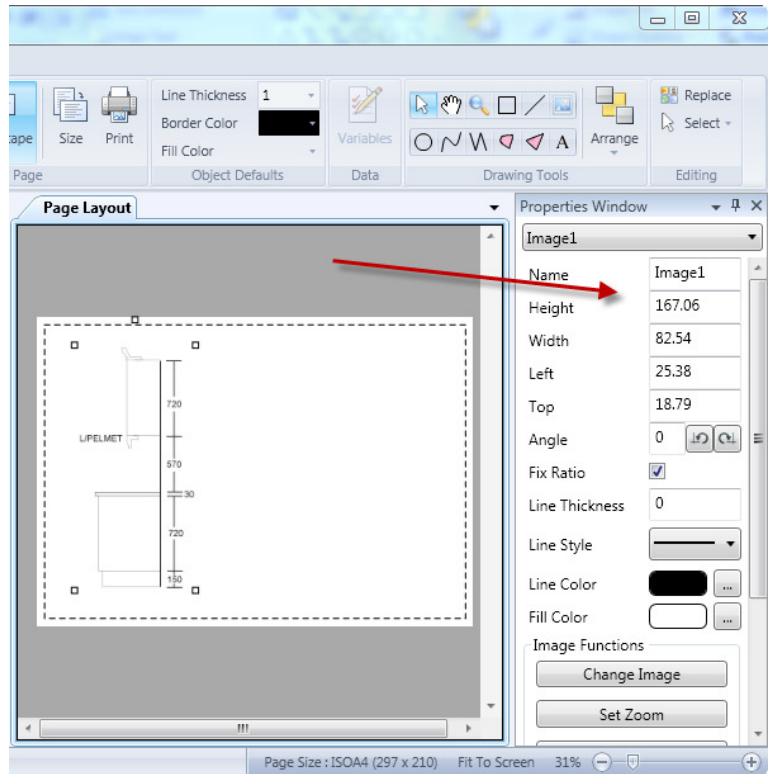 Line Thickness 1
Replace
Border Color
Select
ape Size Print
Variables
Arrange
Fill Color
A
Page Object Defaults Data Drawing Tools Editing
Page Layout
Properties Window
Image1
Name Image1
Height 167.06
Width 82.54
Left 25.38
Top 18.79
Angle 0
Fix Ratio
Line Thickness 0
Line Style
Line Color ...
Fill Color ...
Image Functions
Change Image
Set Zoom
720
L/PELMET
570
30
720
150
Page Size : ISOA4 (297 x 210) Fit To Screen 31%